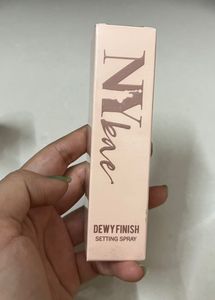 NY
bae
DEWY FINISH
SETTING SPRAY